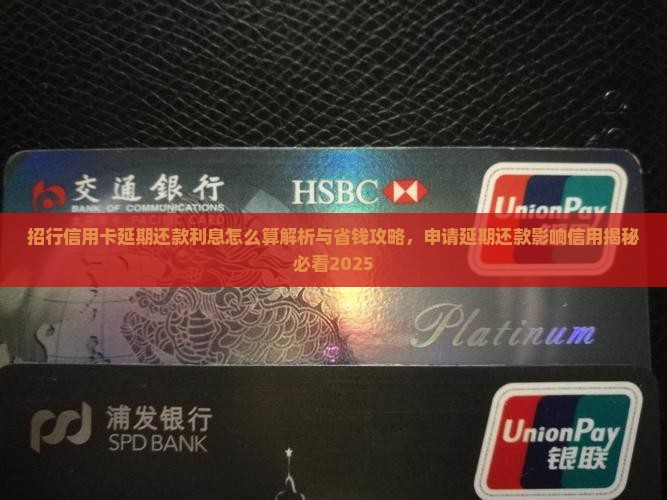 交通銀行 HSBC UnionPay
BANK OF COMMUNICATIONS
PACIFIC CARD
招行信用卡延期还款利息怎么算解析与省钱攻略，申请延期还款影响信用揭秘
必看2025
Platinum
浦发银行
SPD BANK
UnionPay
银联